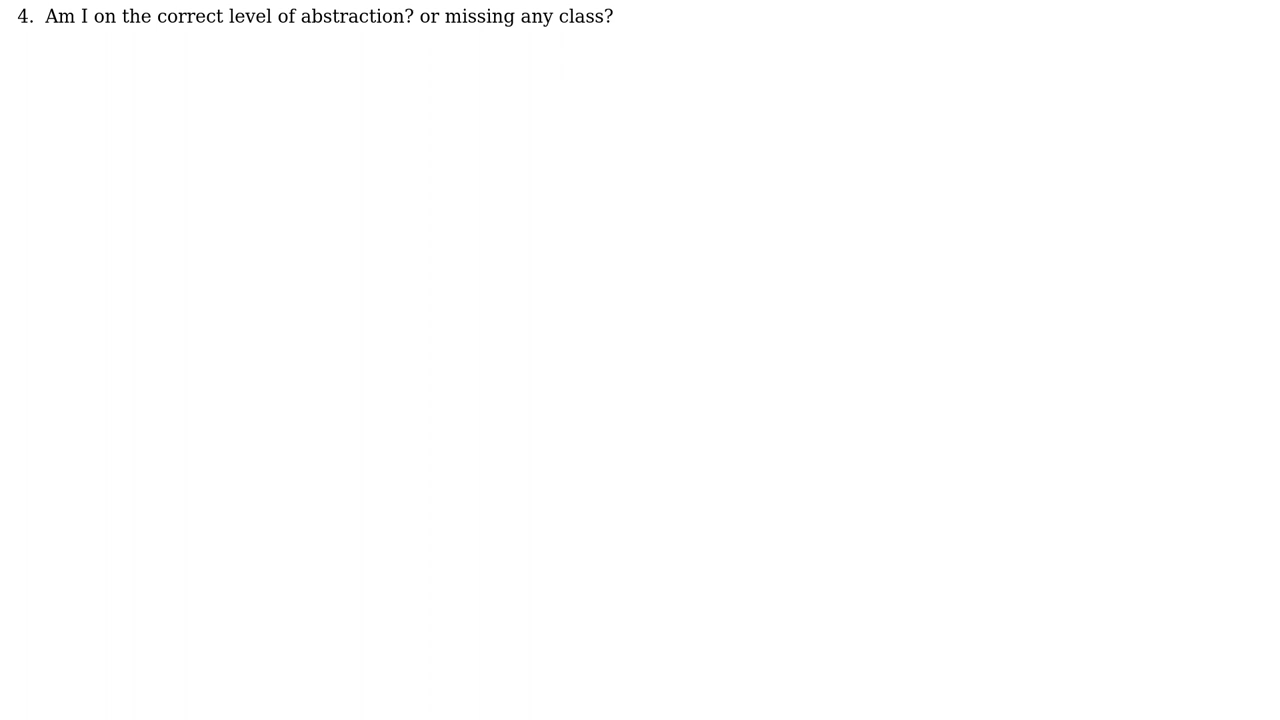 4. Am I on the correct level of abstraction? or missing any class?